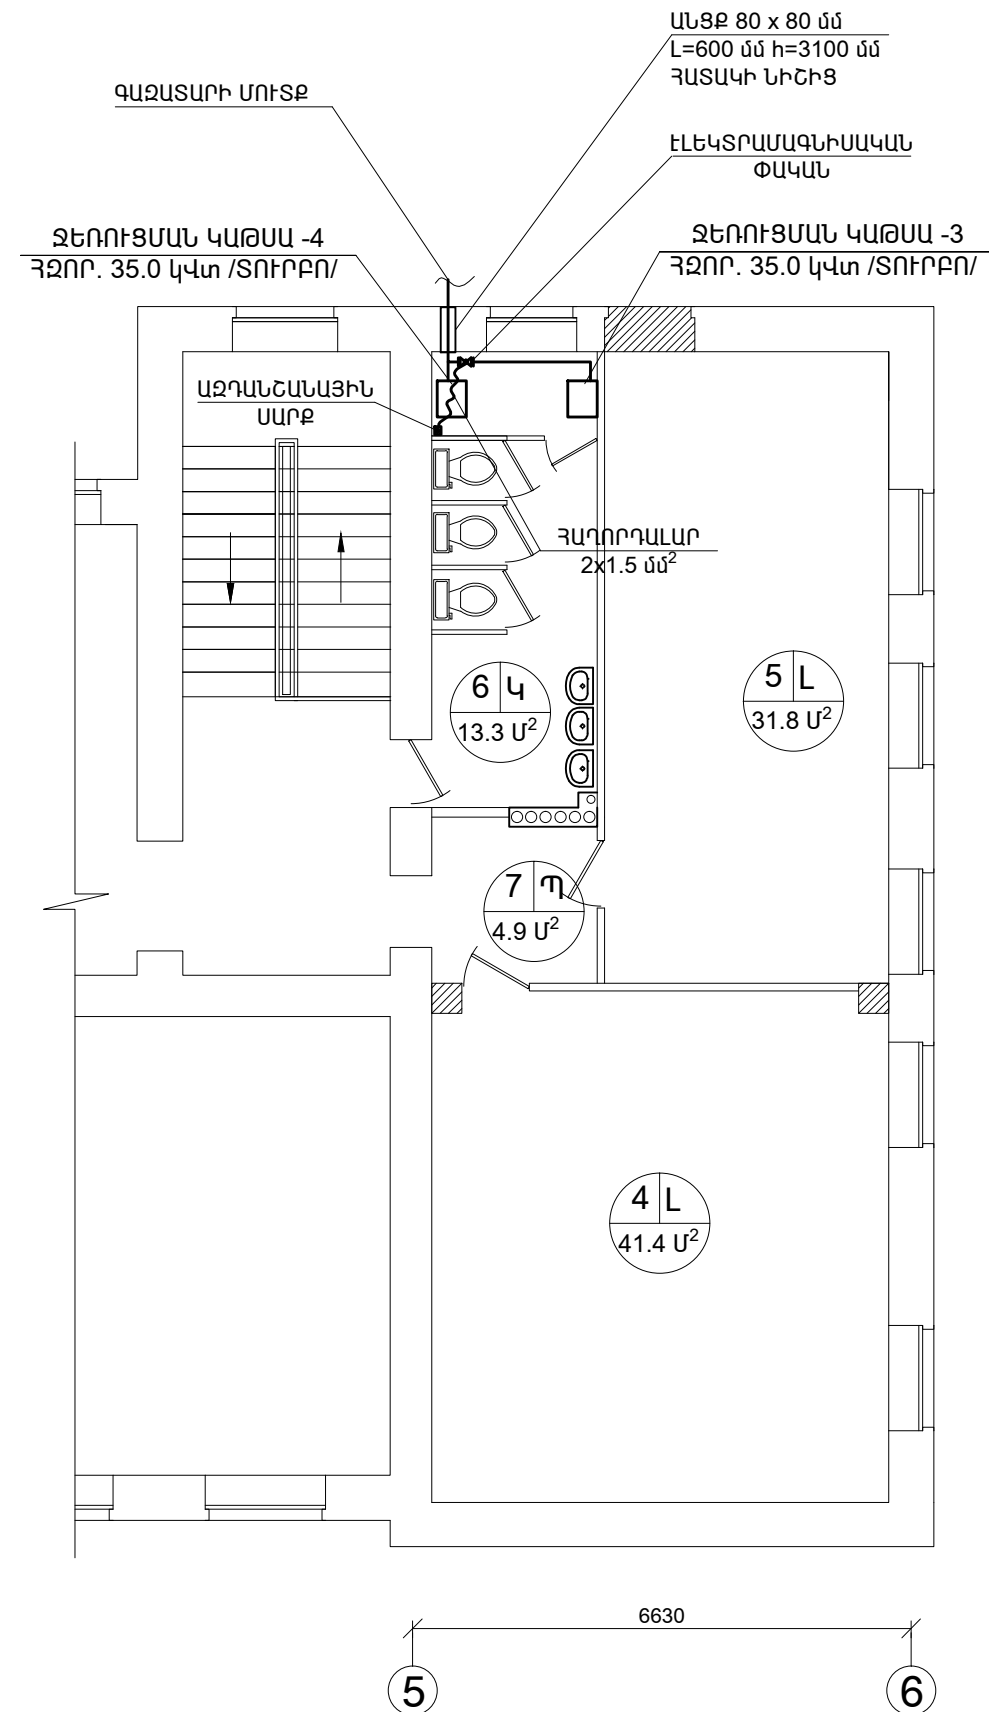 ԱՆՑՔ 80 x 80 մմ
L=600 մմ h=3100 մմ
ՀԱՏԱԿԻ ՆԻՇԻՑ
ԳԱԶԱՏԱՐԻ ՄՈՒՏՔ
ԷԼԵԿՏՐԱՄԱԳՆԻՍԱԿԱՆ
ՓԱԿԱՆ
ՋԵՌՈՒՑՄԱՆ ԿԱԹՍԱ -4
ՀԶՈՐ. 35.0 կՎտ /ՏՈՒՐԲՈ/
ՋԵՌՈՒՑՄԱՆ ԿԱԹՍԱ -3
ՀԶՈՐ. 35.0 կՎտ /ՏՈՒՐԲՈ/
ԱԶԴԱՆՇԱՆԱՅԻՆ
ՍԱՐՔ
ՀԱՂՈՐԴԱԼԱՐ
2x1.5 մմ²
6 Կ
13.3 Մ²
5 Լ
31.8 Մ²
7 Պ
4.9 Մ²
4 Լ
41.4 Մ²
6630
5
6